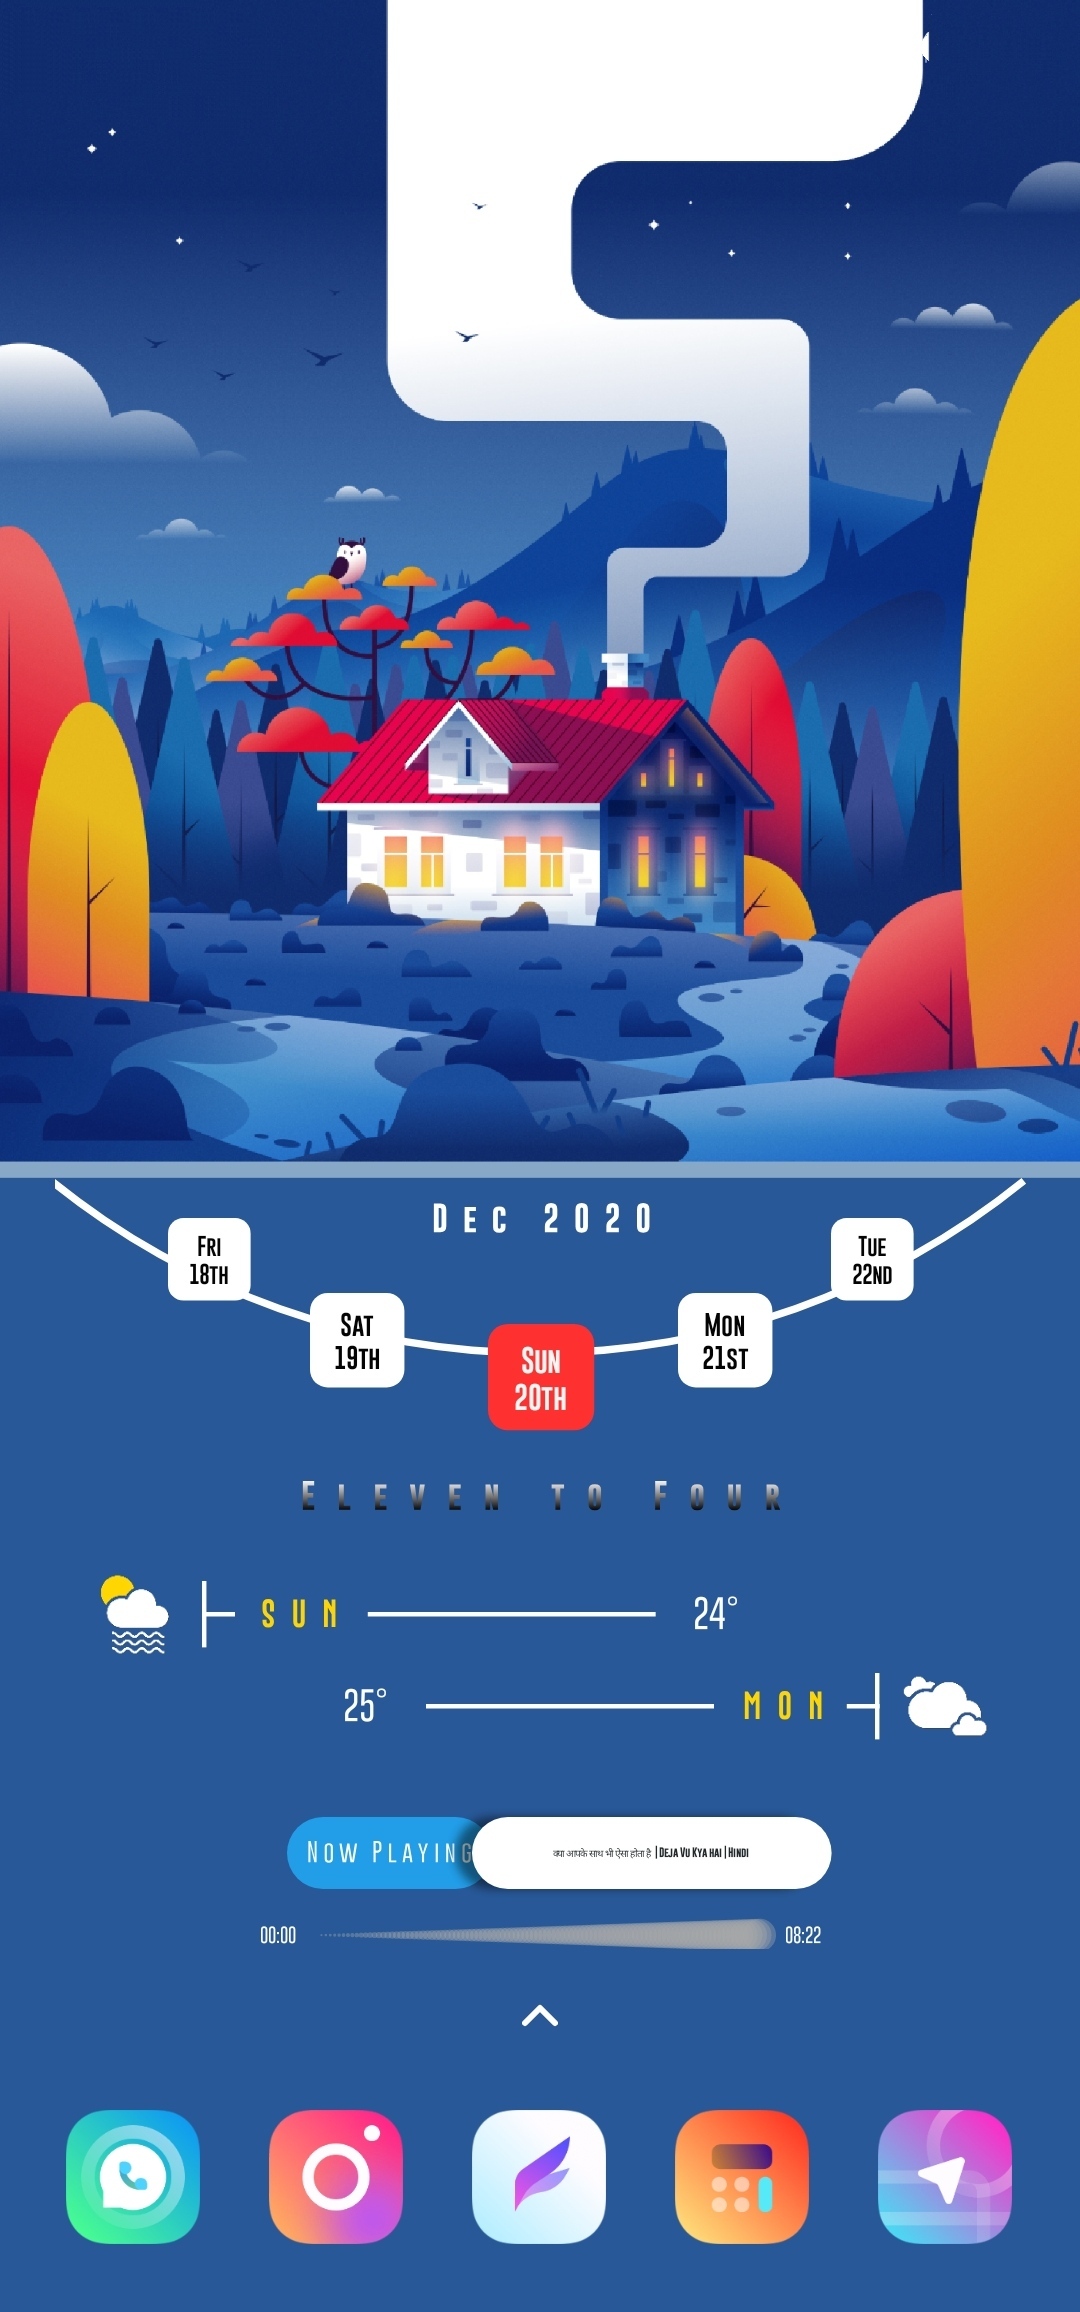 DEC 2020
FRI
18TH
TUE
22ND
SAT
19TH
MON
21ST
SUN
20TH
ELEVEN TO FOUR
SUN 24°
25° MON
NOW PLAYING क्या आपके साथ भी ऐसा होता है | DEJA VU KYA HAI | HINDI
00:00 08:22